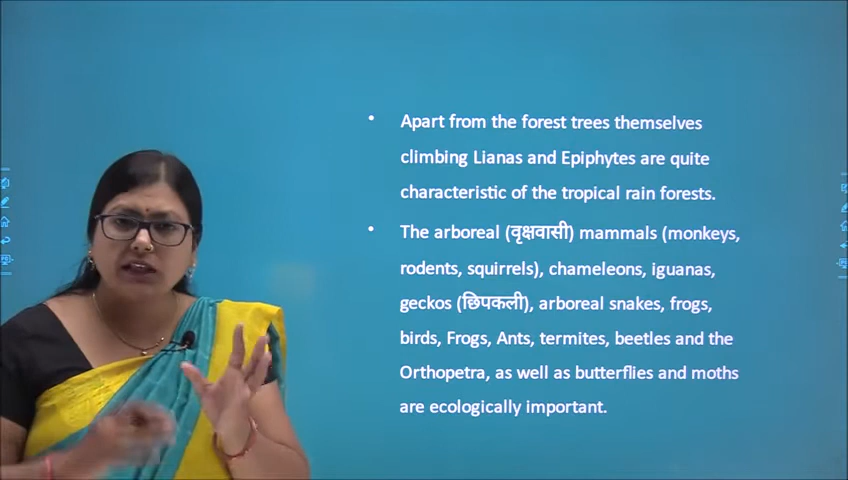 Apart from the forest trees themselves
climbing Lianas and Epiphytes are quite
characteristic of the tropical rain forests.
The arboreal (वृक्षवासी) mammals (monkeys,
rodents, squirrels), chameleons, iguanas,
geckos (छिपकली), arboreal snakes, frogs,
birds, Frogs, Ants, termites, beetles and the
Orthopetra, as well as butterflies and moths
are ecologically important.